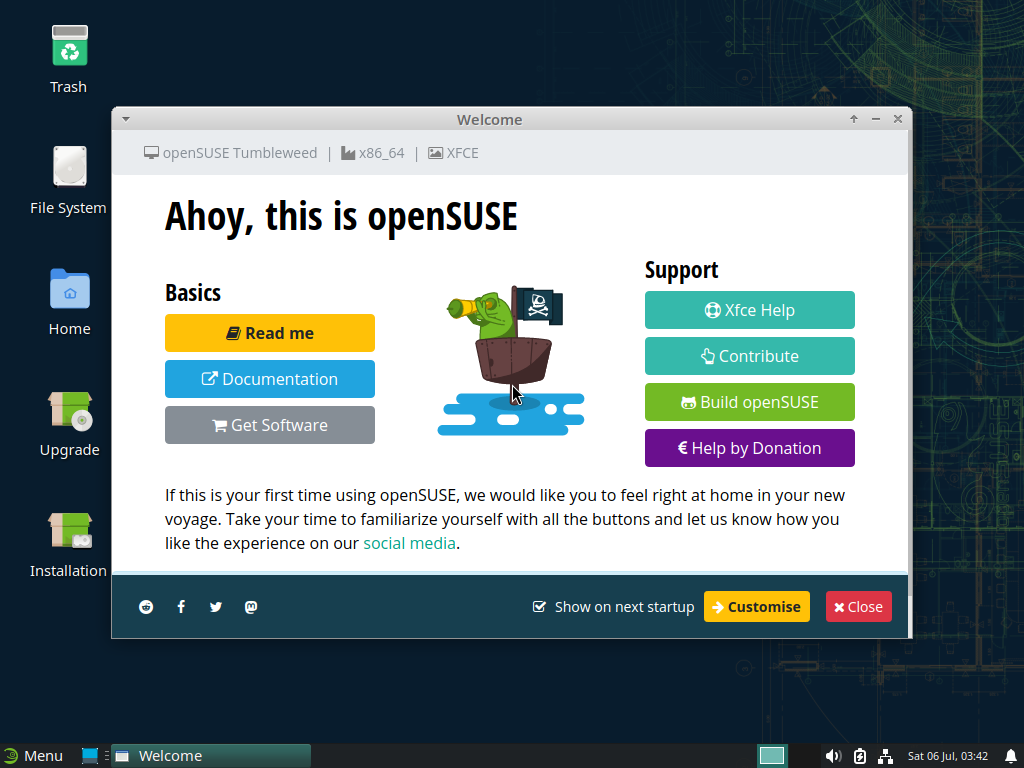 Trash
File System
Home
Upgrade
Installation
Welcome
openSUSE Tumbleweed | x86_64 | XFCE
Ahoy, this is openSUSE
Basics
Read me
Documentation
Get Software
Support
Xfce Help
Contribute
Build openSUSE
€ Help by Donation
If this is your first time using openSUSE, we would like you to feel right at home in your new
voyage. Take your time to familiarize yourself with all the buttons and let us know how you
like the experience on our social media.
Show on next startup
Customise
Close
Menu
Welcome
Sat 06 Jul, 03:42